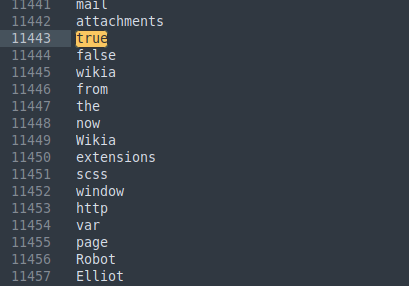 11441 mail
11442 attachments
11443 true
11444 false
11445 wikia
11446 from
11447 the
11448 now
11449 Wikia
11450 extensions
11451 scss
11452 window
11453 http
11454 var
11455 page
11456 Robot
11457 Elliot